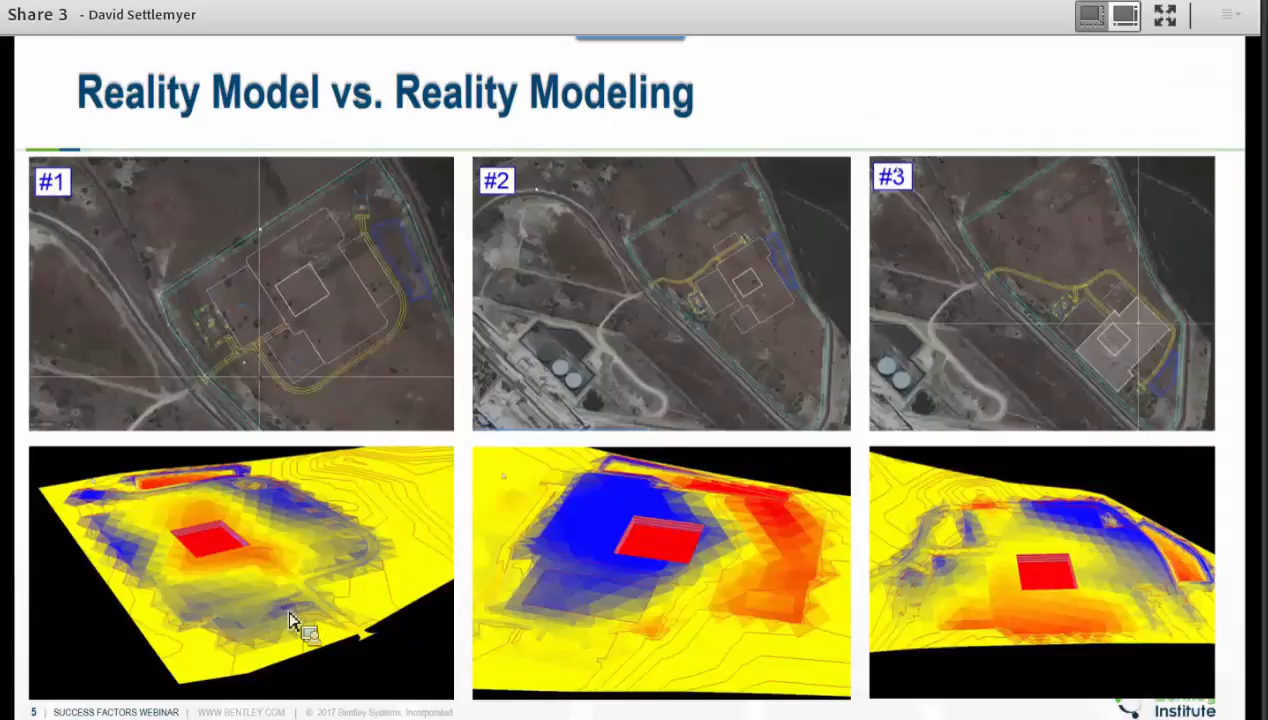 Share 3 - David Settlemyer
Reality Model vs. Reality Modeling
#1
#2
#3
5 | SUCCESS FACTORS WEBINAR | WWW.BENTLEY.COM | © 2017 Bentley Systems, Incorporated
Institute